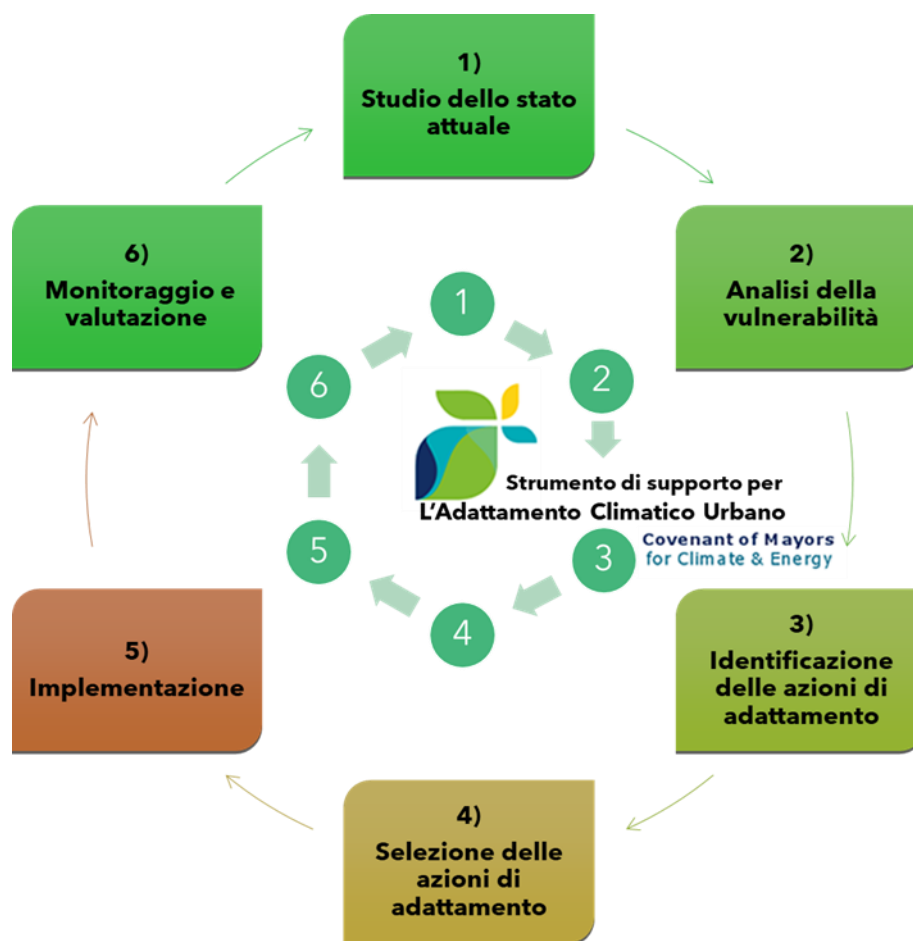 1)
Studio dello stato
attuale
2)
Analisi della
vulnerabilità
3)
Identificazione
delle azioni di
adattamento
4)
Selezione delle
azioni di
adattamento
5)
Implementazione
6)
Monitoraggio e
valutazione
1
2
3
4
5
6
Strumento di supporto per
L'Adattamento Climatico Urbano
Covenant of Mayors
for Climate & Energy